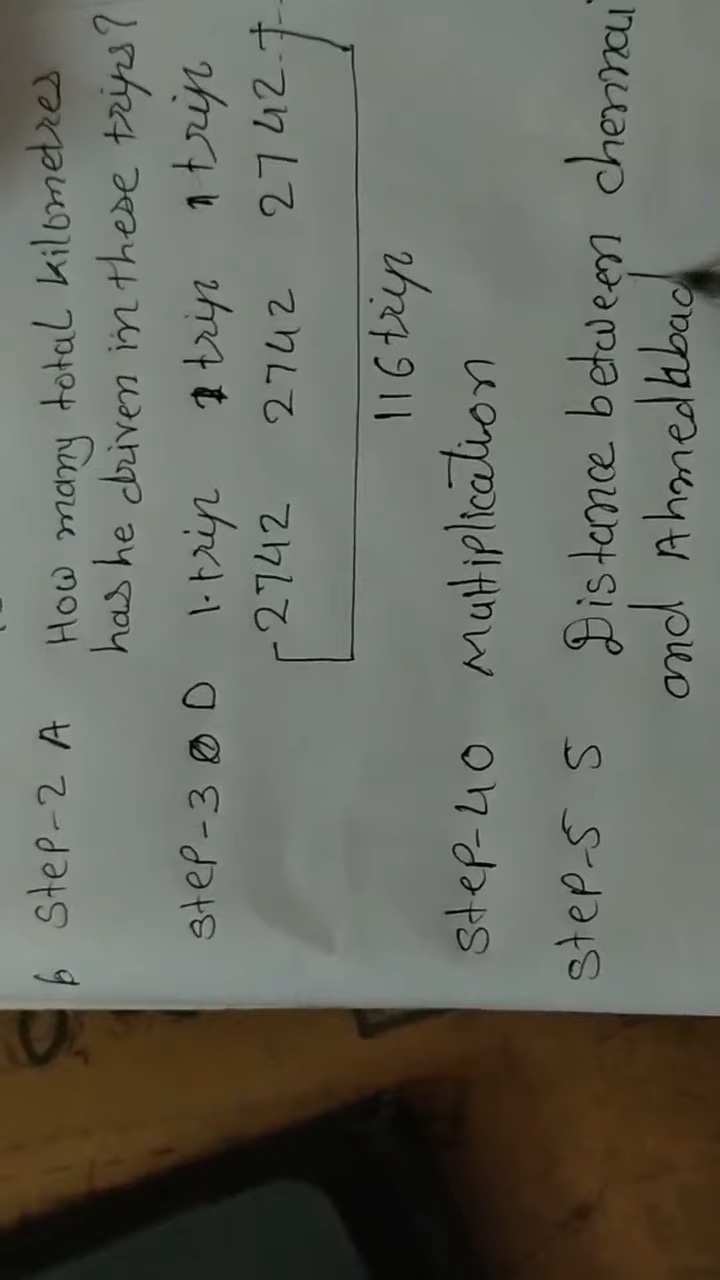 b Step-2 A How many total kilometres
has he driven in these trips?
Step-3 D 1 trip 1 trip 1 trip
2742 2742 2742 +--
116 trip
Step-4 O Multiplication
Step-5 S Distance between chennai
and Ahmedabad